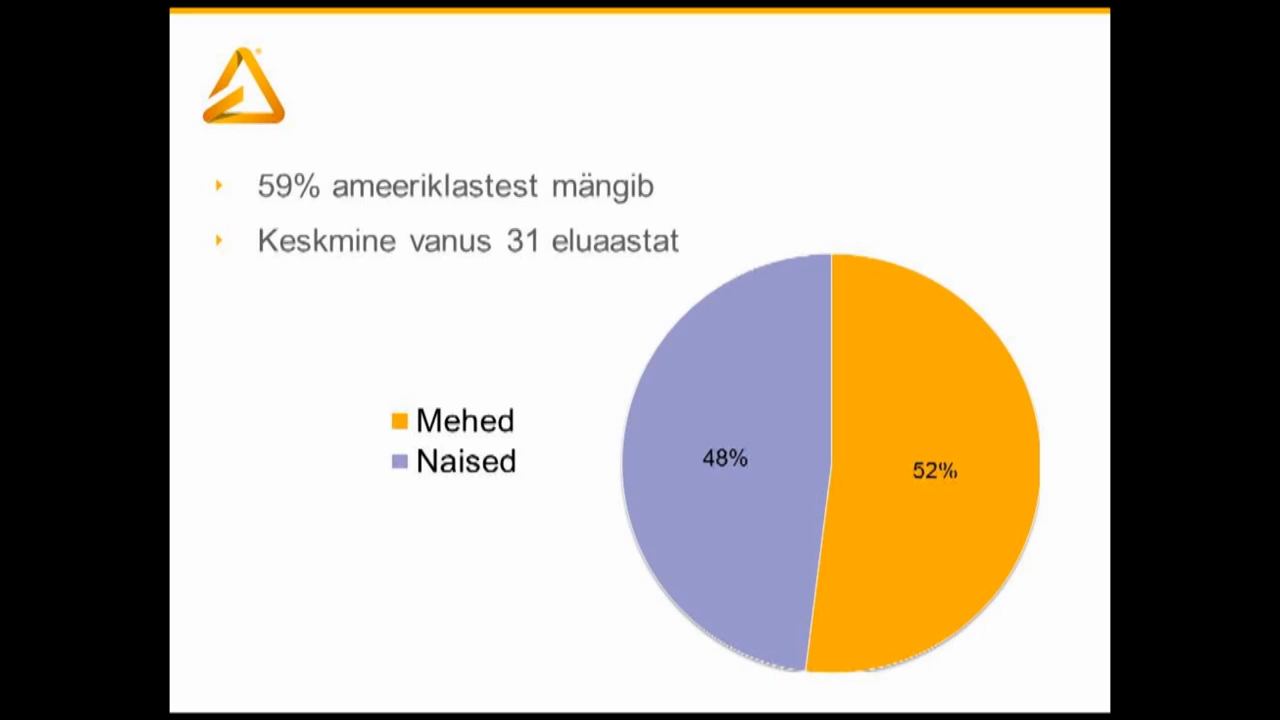 59% ameeriklastest mängib
Keskmine vanus 31 eluaastat
Mehed
Naised
48%
52%